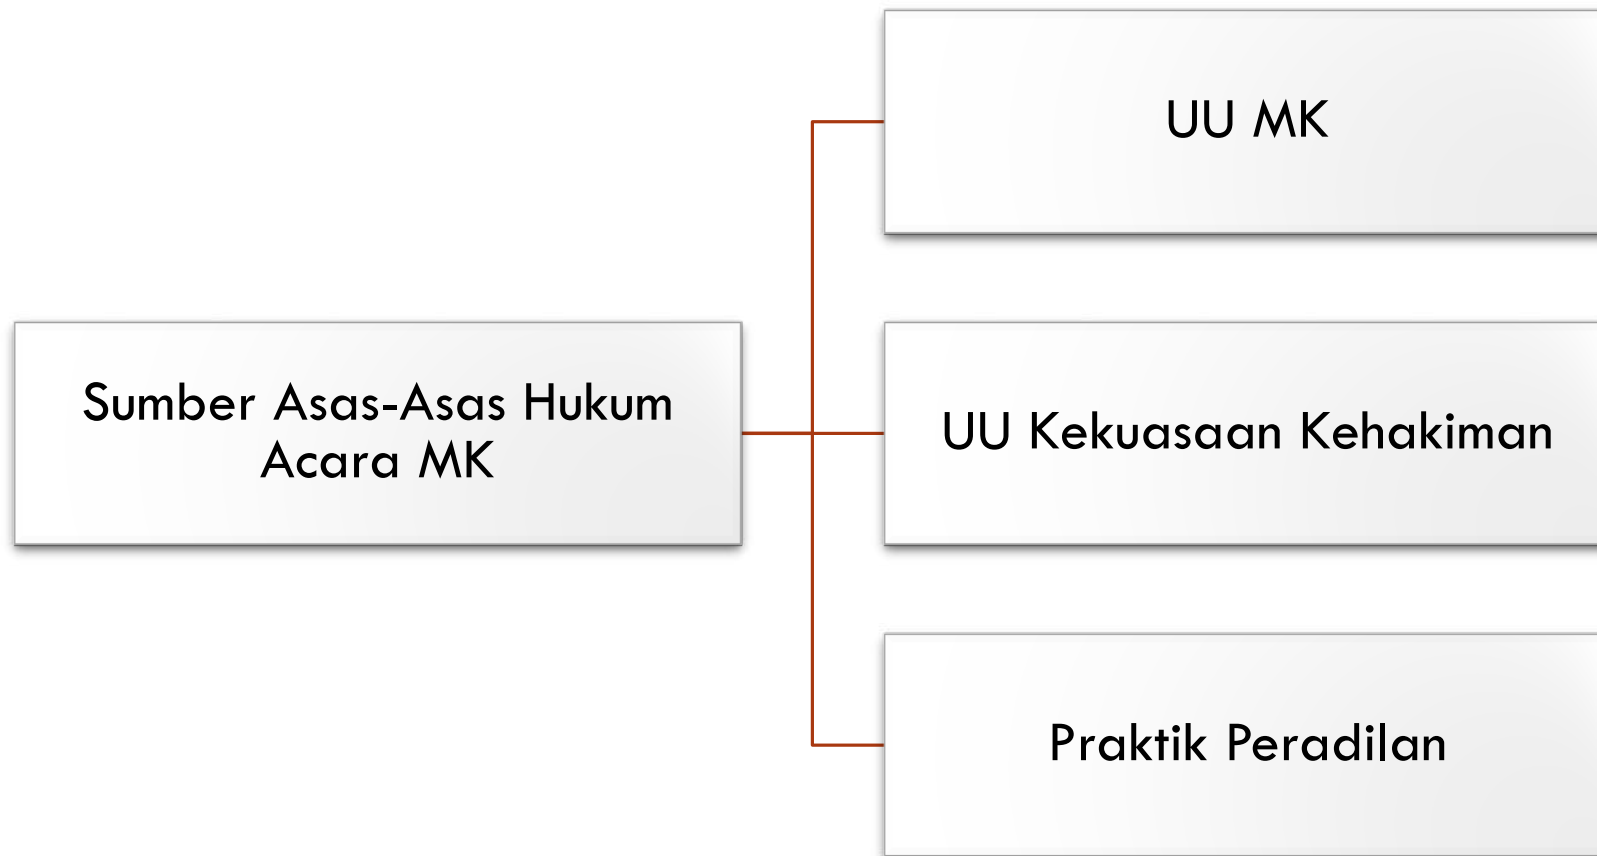 UU MK
Sumber Asas-Asas Hukum
Acara MK
UU Kekuasaan Kehakiman
Praktik Peradilan